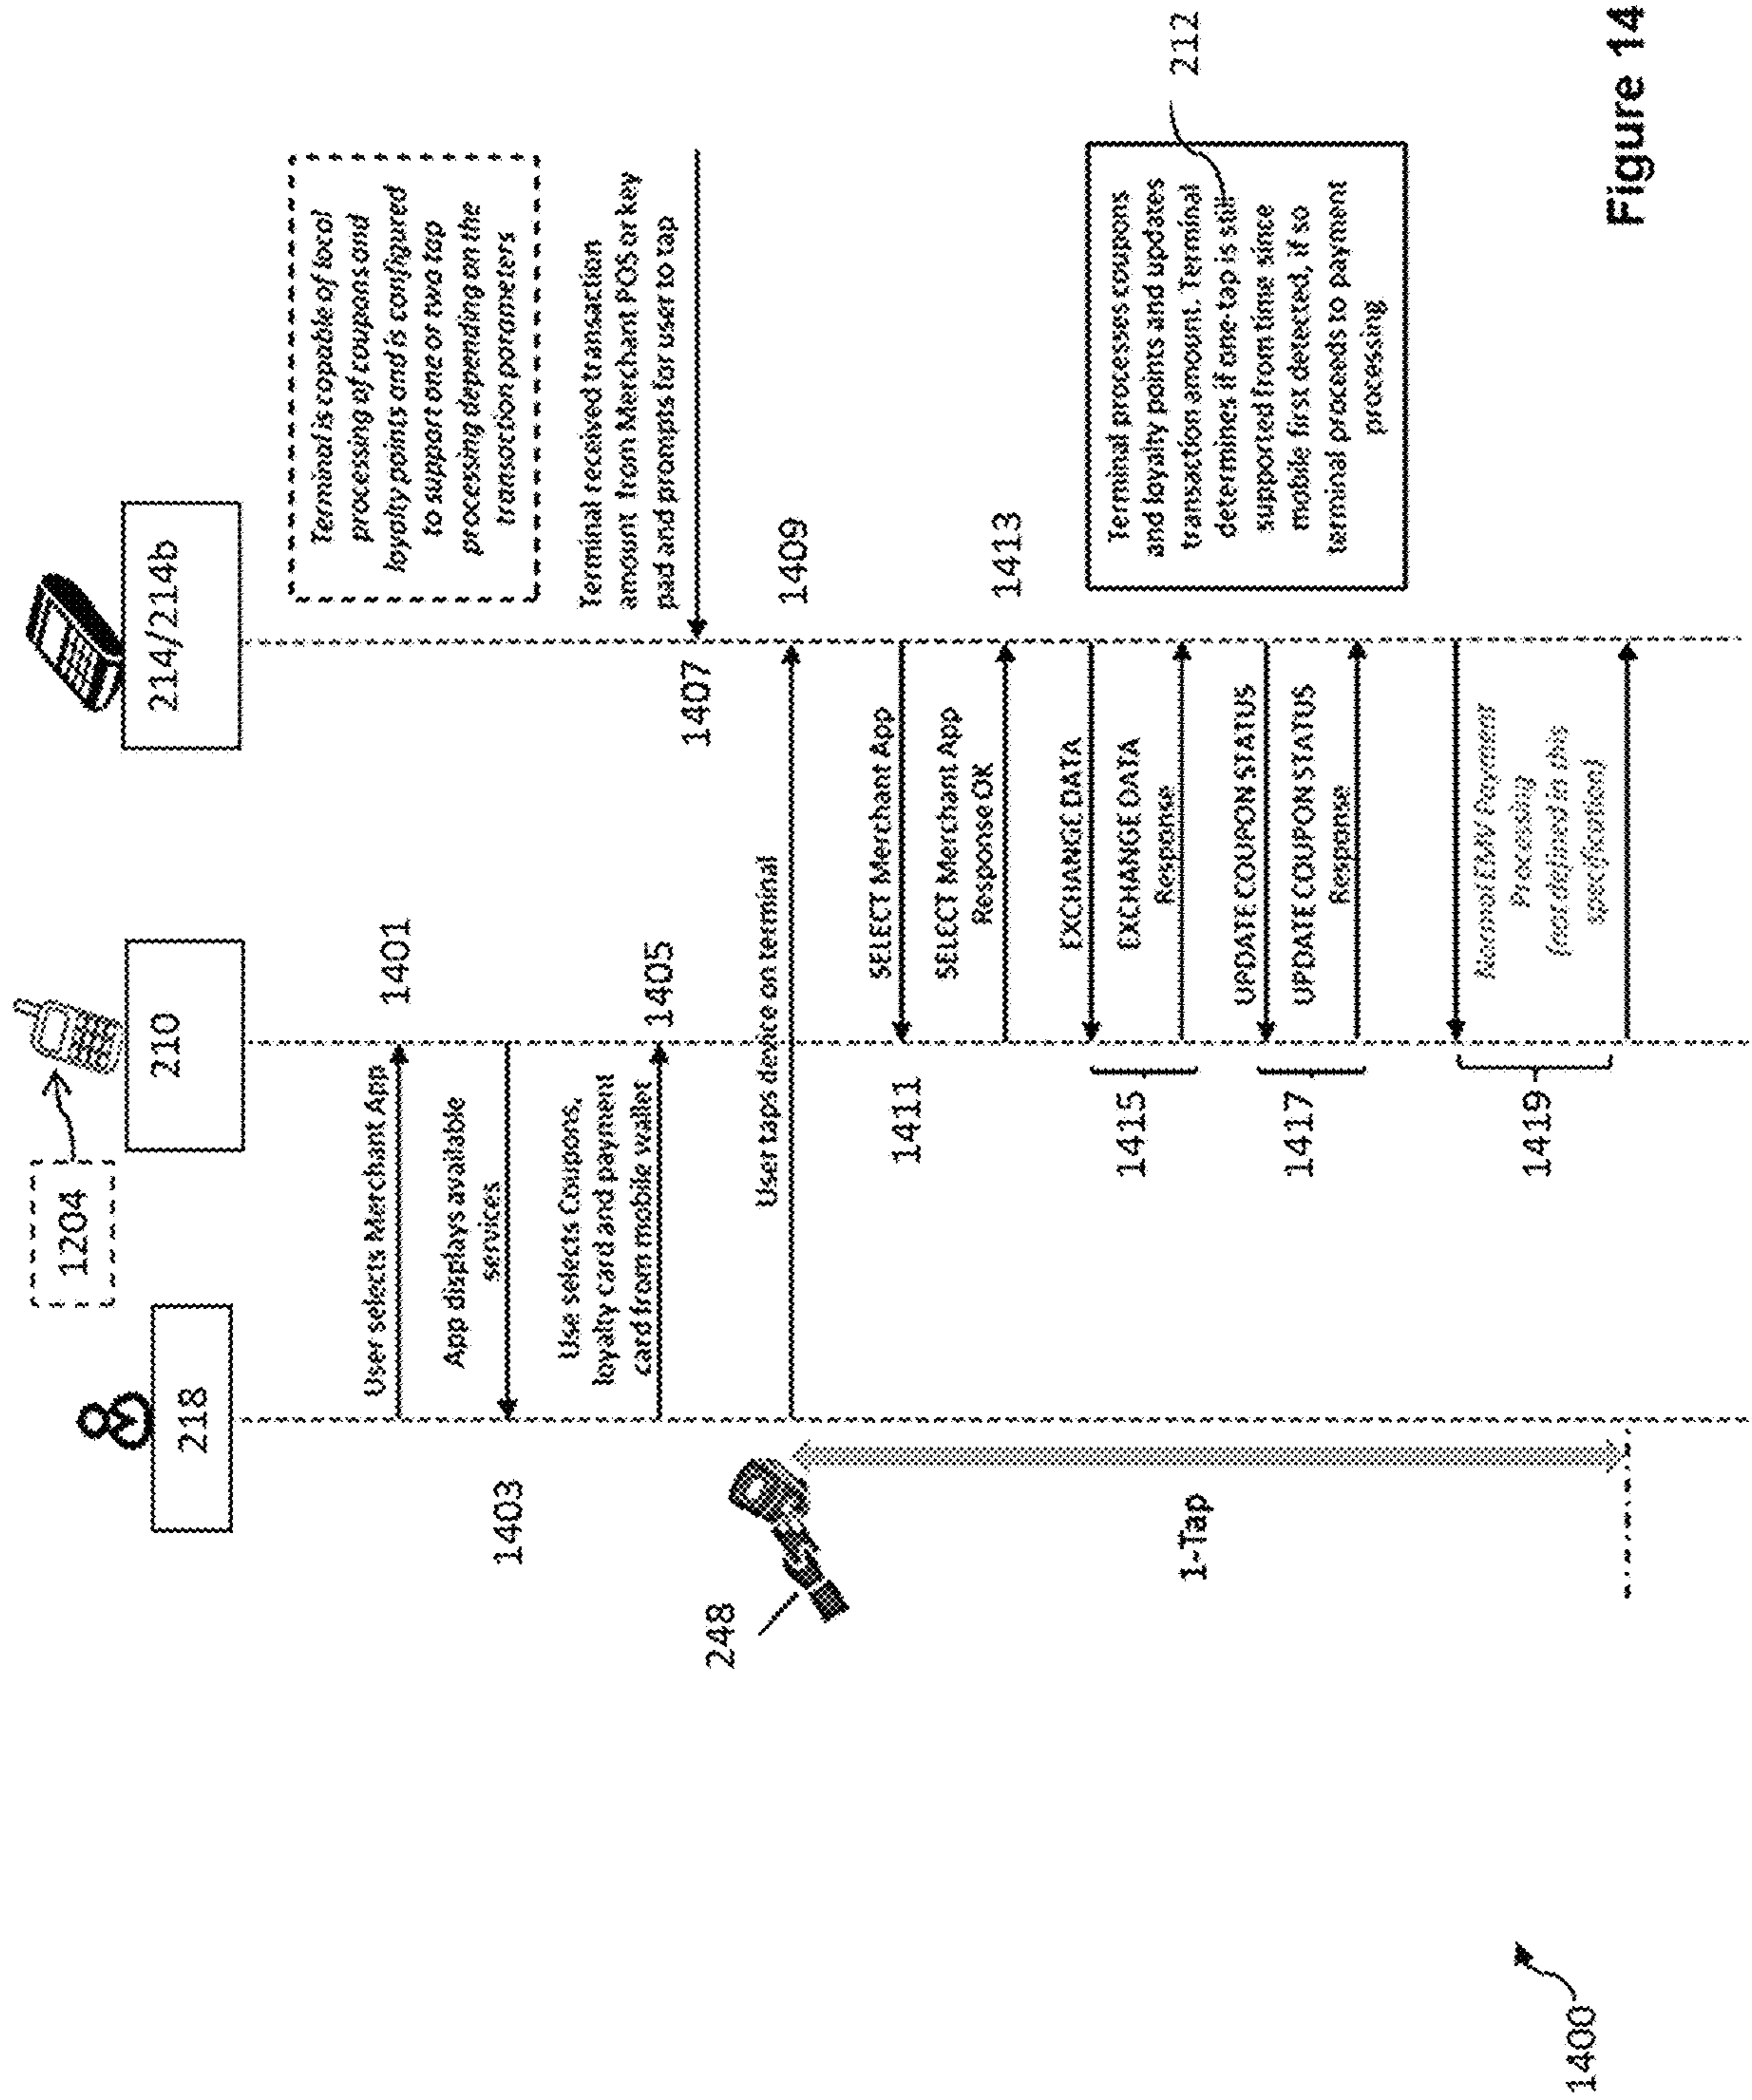 218
1204
210
214/214b
Terminal is capable of local
processing of coupons and
loyalty points and is configured
to support one or two tap
processing depending on the
transaction parameters
User selects Merchant App
1401
App displays available
services
1403
Use selects Coupons,
loyalty card and payment
card from mobile wallet
1405
Terminal received transaction
amount from Merchant POS or key
pad and prompts for user to tap
1407
248
User taps device on terminal
1409
SELECT Merchant App
1411
SELECT Merchant App
Response OK
1413
EXCHANGE DATA
EXCHANGE DATA
Response
1415
Terminal processes coupons
and loyalty points and updates
transaction amount. Terminal
determines if one-tap is still
supported from time since
mobile first detected, if so
terminal proceeds to payment
processing
212
1-Tap
UPDATE COUPON STATUS
UPDATE COUPON STATUS
Response
1417
Normal EMV Payment
Processing
(not defined in this
specification)
1419
1400
Figure 14